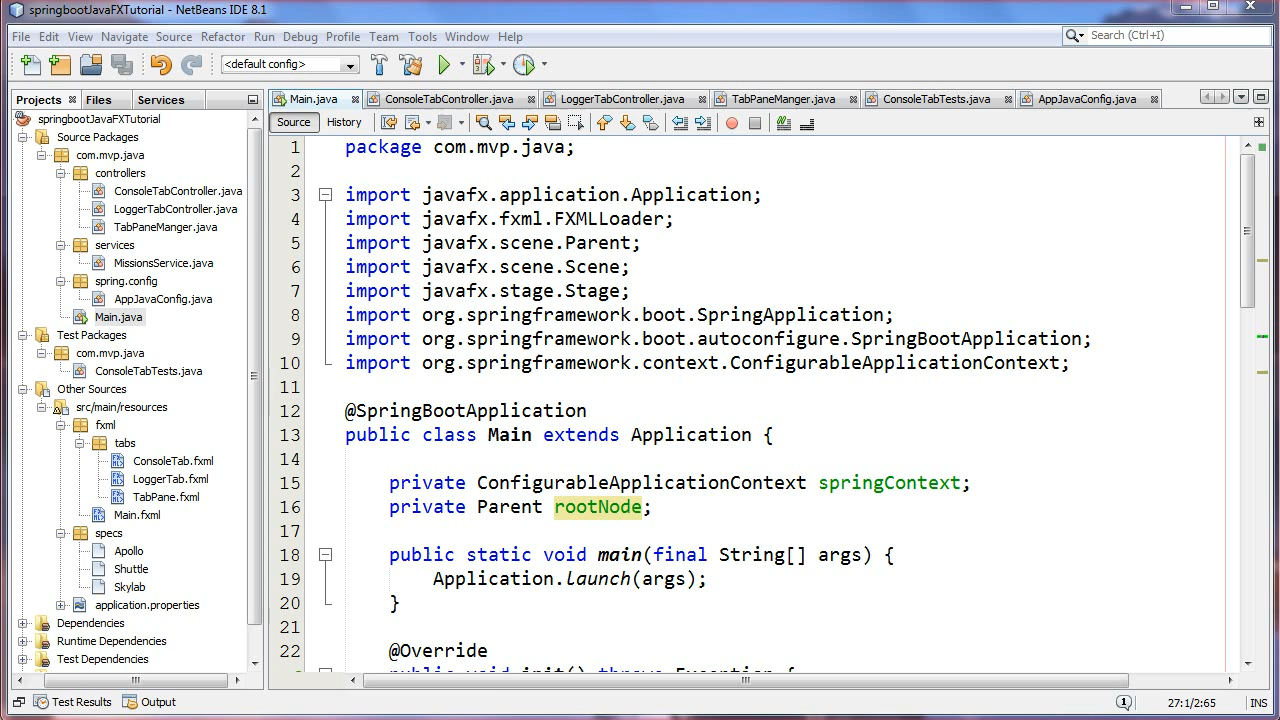 springbootJavaFXTutorial - NetBeans IDE 8.1
File Edit View Navigate Source Refactor Run Debug Profile Team Tools Window Help
Search (Ctrl+I)
<default config>
Projects Files Services
Main.java ConsoleTabController.java LoggerTabController.java TabPaneManger.java ConsoleTabTests.java AppJavaConfig.java
Source History
springbootJavaFXTutorial
Source Packages
com.mvp.java
controllers
ConsoleTabController.java
LoggerTabController.java
TabPaneManger.java
services
MissionsService.java
spring.config
AppJavaConfig.java
Main.java
Test Packages
com.mvp.java
ConsoleTabTests.java
Other Sources
src/main/resources
fxml
tabs
ConsoleTab.fxml
LoggerTab.fxml
TabPane.fxml
Main.fxml
specs
Apollo
Shuttle
Skylab
application.properties
Dependencies
Runtime Dependencies
Test Dependencies
1 package com.mvp.java;
2
3 import javafx.application.Application;
4 import javafx.fxml.FXMLLoader;
5 import javafx.scene.Parent;
6 import javafx.scene.Scene;
7 import javafx.stage.Stage;
8 import org.springframework.boot.SpringApplication;
9 import org.springframework.boot.autoconfigure.SpringBootApplication;
10 import org.springframework.context.ConfigurableApplicationContext;
11
12 @SpringBootApplication
13 public class Main extends Application {
14
15 private ConfigurableApplicationContext springContext;
16 private Parent rootNode;
17
18 public static void main(final String[] args) {
19 Application.launch(args);
20 }
21
22 @Override
public void init() throws Exception {
Test Results Output
27:1/2:65 INS